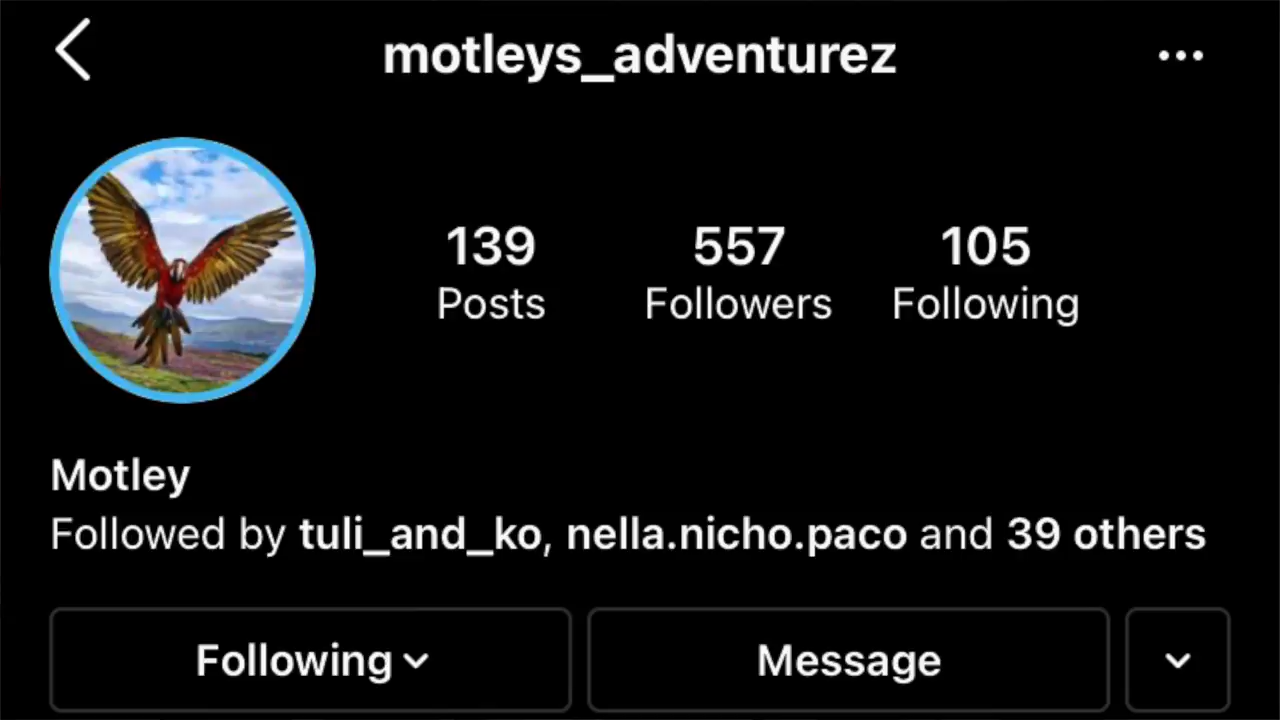 motleys_adventurez
139 557 105
Posts Followers Following
Motley
Followed by tuli_and_ko, nella.nicho.paco and 39 others
Following Message